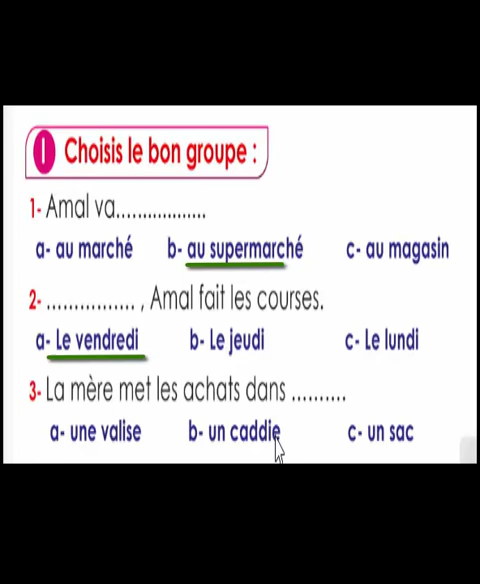 I Choisis le bon groupe :
1- Amal va..................
a- au marché b- au supermarché c- au magasin
2- ................ , Amal fait les courses.
a- Le vendredi b- Le jeudi c- Le lundi
3- La mère met les achats dans ..........
a- une valise b- un caddie c- un sac